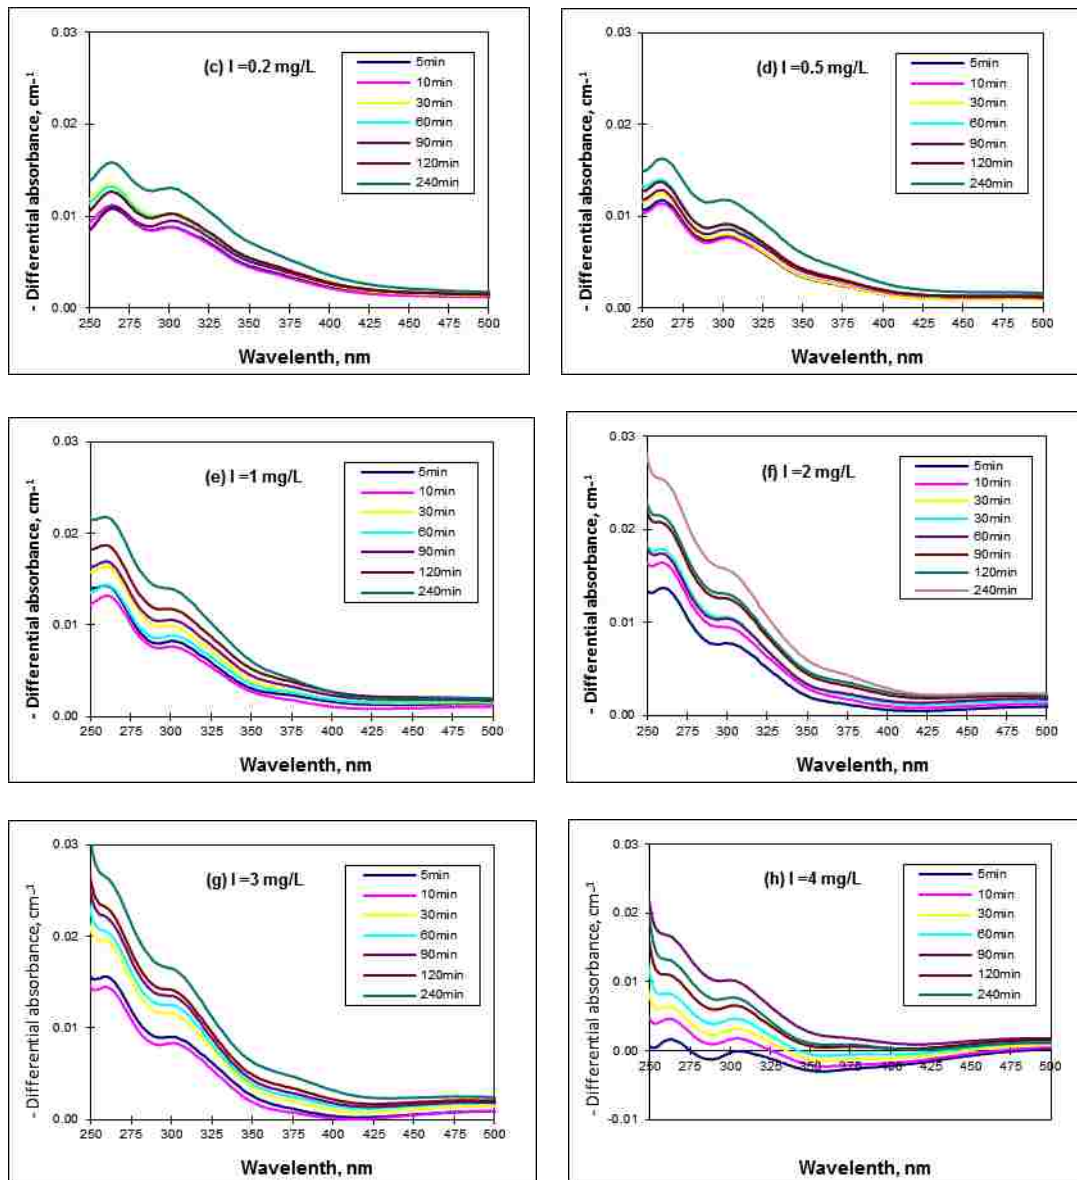 (c) I =0.2 mg/L
- Differential absorbance, cm⁻¹
0.03
0.02
0.01
0.00
5min
10min
30min
60min
90min
120min
240min
250 275 300 325 350 375 400 425 450 475 500
Wavelenth, nm
(d) I =0.5 mg/L
- Differential absorbance, cm⁻¹
0.03
0.02
0.01
0.00
5min
10min
30min
60min
90min
120min
240min
250 275 300 325 350 375 400 425 450 475 500
Wavelenth, nm
(e) I =1 mg/L
- Differential absorbance, cm⁻¹
0.03
0.02
0.01
0.00
5min
10min
30min
60min
90min
120min
240min
250 275 300 325 350 375 400 425 450 475 500
Wavelenth, nm
(f) I =2 mg/L
- Differential absorbance, cm⁻¹
0.03
0.02
0.01
0.00
5min
10min
30min
30min
60min
90min
120min
240min
250 275 300 325 350 375 400 425 450 475 500
Wavelenth, nm
(g) I =3 mg/L
- Differential absorbance, cm⁻¹
0.03
0.02
0.01
0.00
5min
10min
30min
60min
90min
120min
240min
250 275 300 325 350 375 400 425 450 475 500
Wavelenth, nm
(h) I =4 mg/L
- Differential absorbance, cm⁻¹
0.03
0.02
0.01
0.00
-0.01
5min
10min
30min
60min
90min
120min
240min
250 275 300 325 350 375 400 425 450 475 500
Wavelenth, nm